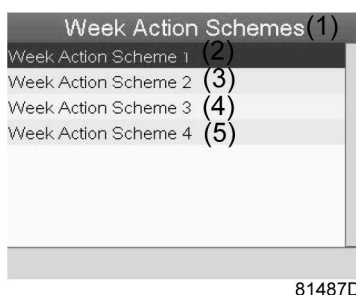 Week Action Schemes(1)
Week Action Scheme 1 (2)
Week Action Scheme 2 (3)
Week Action Scheme 3 (4)
Week Action Scheme 4 (5)
81487D